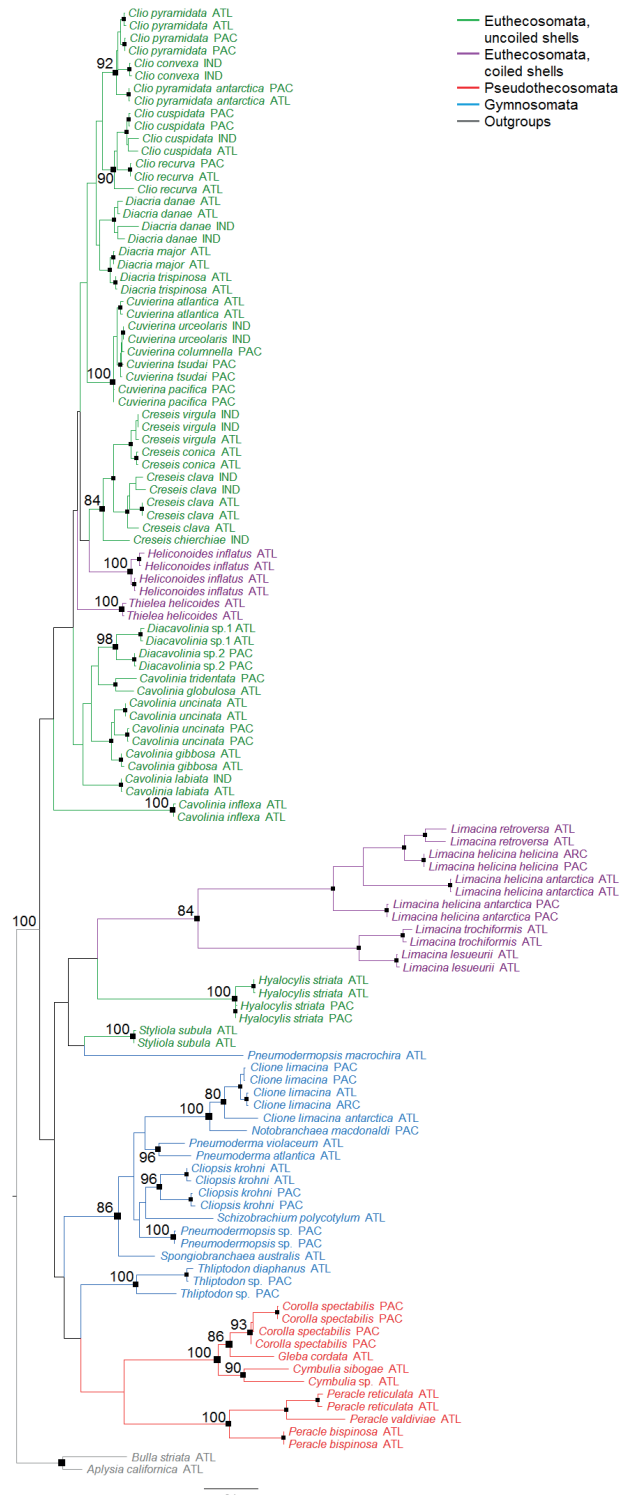 Clio pyramidata ATL
Clio pyramidata ATL
Clio pyramidata PAC
Clio pyramidata PAC
92
Clio convexa IND
Clio convexa IND
Clio pyramidata antarctica PAC
Clio pyramidata antarctica ATL
Clio cuspidata PAC
Clio cuspidata PAC
Clio cuspidata IND
Clio cuspidata ATL
Clio recurva PAC
90
Clio recurva ATL
Clio recurva ATL
Diacria danae ATL
Diacria danae ATL
Diacria danae IND
Diacria danae IND
Diacria major ATL
Diacria major ATL
Diacria trispinosa ATL
Diacria trispinosa ATL
Cuvierina atlantica ATL
Cuvierina atlantica ATL
Cuvierina urceolaris IND
Cuvierina urceolaris IND
Cuvierina columnella PAC
Cuvierina tsudai PAC
100
Cuvierina tsudai PAC
Cuvierina pacifica PAC
Cuvierina pacifica PAC
Creseis virgula IND
Creseis virgula IND
Creseis virgula ATL
Creseis conica ATL
Creseis conica ATL
Creseis clava IND
Creseis clava IND
84
Creseis clava ATL
Creseis clava ATL
Creseis clava ATL
Creseis chierchiae IND
Heliconoides inflatus ATL
100
Heliconoides inflatus ATL
Heliconoides inflatus ATL
Heliconoides inflatus ATL
100
Thielea helicoides ATL
Thielea helicoides ATL
Diacavolinia sp.1 ATL
98
Diacavolinia sp.1 ATL
Diacavolinia sp.2 PAC
Diacavolinia sp.2 PAC
Cavolinia tridentata PAC
Cavolinia globulosa ATL
Cavolinia uncinata ATL
Cavolinia uncinata ATL
Cavolinia uncinata PAC
Cavolinia uncinata PAC
Cavolinia gibbosa ATL
Cavolinia gibbosa ATL
Cavolinia labiata IND
Cavolinia labiata ATL
100
Cavolinia inflexa ATL
Cavolinia inflexa ATL
Limacina retroversa ATL
Limacina retroversa ATL
Limacina helicina helicina ARC
Limacina helicina helicina PAC
Limacina helicina antarctica ATL
Limacina helicina antarctica ATL
Limacina helicina antarctica PAC
84
Limacina helicina antarctica PAC
100
Limacina trochiformis ATL
Limacina trochiformis ATL
Limacina lesueurii ATL
Limacina lesueurii ATL
Hyalocylis striata ATL
100
Hyalocylis striata ATL
Hyalocylis striata PAC
Hyalocylis striata PAC
100
Styliola subula ATL
Styliola subula ATL
Pneumodermopsis macrochira ATL
Clione limacina PAC
Clione limacina PAC
80
Clione limacina ATL
Clione limacina ARC
100
Clione limacina antarctica ATL
Notobranchaea macdonaldi PAC
Pneumoderma violaceum ATL
96
Pneumoderma atlantica ATL
Cliopsis krohni ATL
96
Cliopsis krohni ATL
Cliopsis krohni PAC
Cliopsis krohni PAC
86
Schizobrachium polycotylum ATL
100
Pneumodermopsis sp. PAC
Pneumodermopsis sp. PAC
Spongiobranchaea australis ATL
Thliptodon diaphanus ATL
100
Thliptodon sp. PAC
Thliptodon sp. PAC
Corolla spectabilis PAC
Corolla spectabilis PAC
93
Corolla spectabilis PAC
86
Corolla spectabilis PAC
100
Gleba cordata ATL
90
Cymbulia sibogae ATL
Cymbulia sp. ATL
Peracle reticulata ATL
Peracle reticulata ATL
Peracle valdiviae ATL
100
Peracle bispinosa ATL
Peracle bispinosa ATL
Bulla striata ATL
Aplysia californica ATL
Euthecosomata,
uncoiled shells
Euthecosomata,
coiled shells
Pseudothecosomata
Gymnosomata
Outgroups